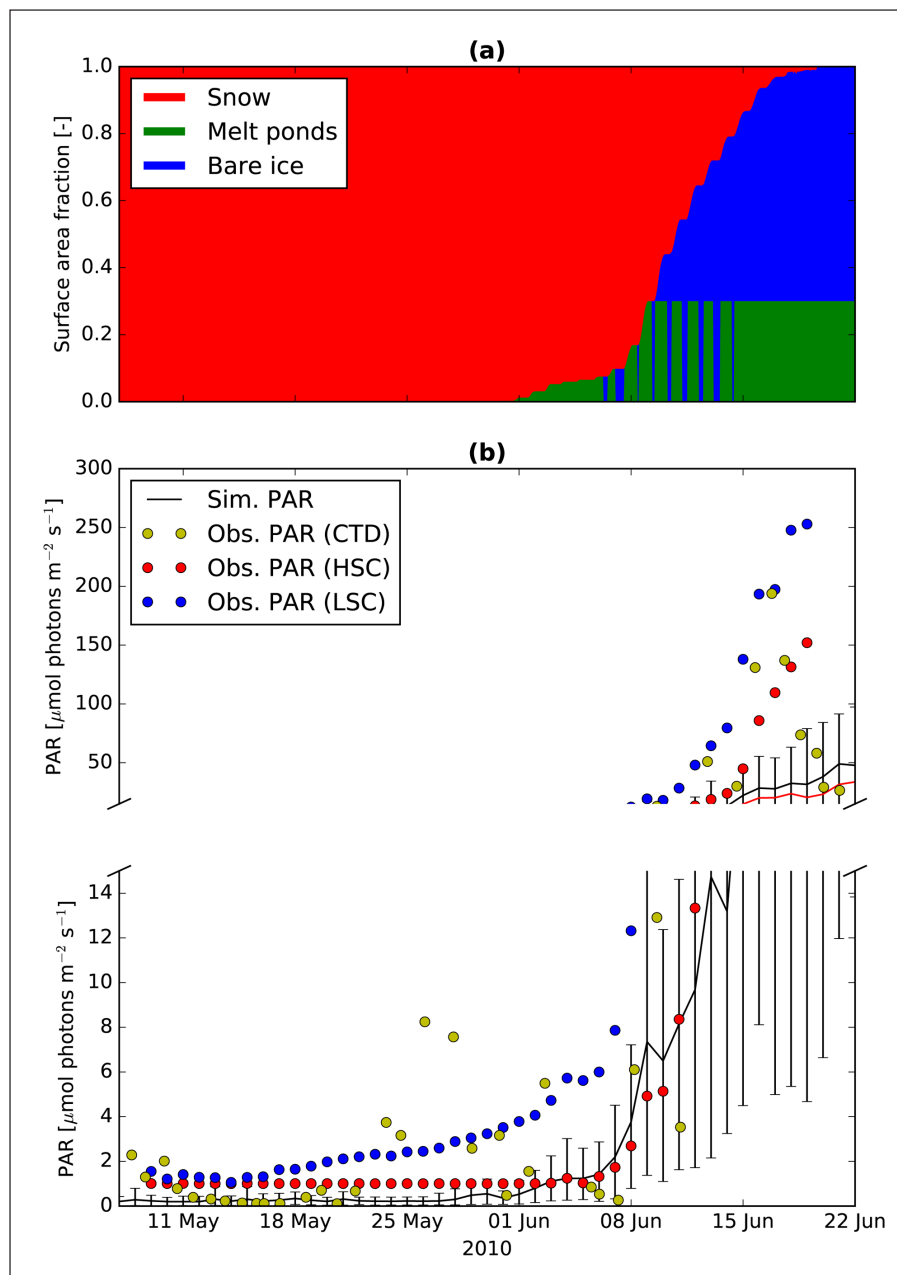 (a)
1.0
0.8
0.6
0.4
0.2
0.0
Surface area fraction [-]
Snow
Melt ponds
Bare ice
(b)
300
250
200
150
100
50
PAR [μmol photons m⁻² s⁻¹]
Sim. PAR
Obs. PAR (CTD)
Obs. PAR (HSC)
Obs. PAR (LSC)
14
12
10
8
6
4
2
0
PAR [μmol photons m⁻² s⁻¹]
11 May 18 May 25 May 01 Jun 08 Jun 15 Jun 22 Jun
2010